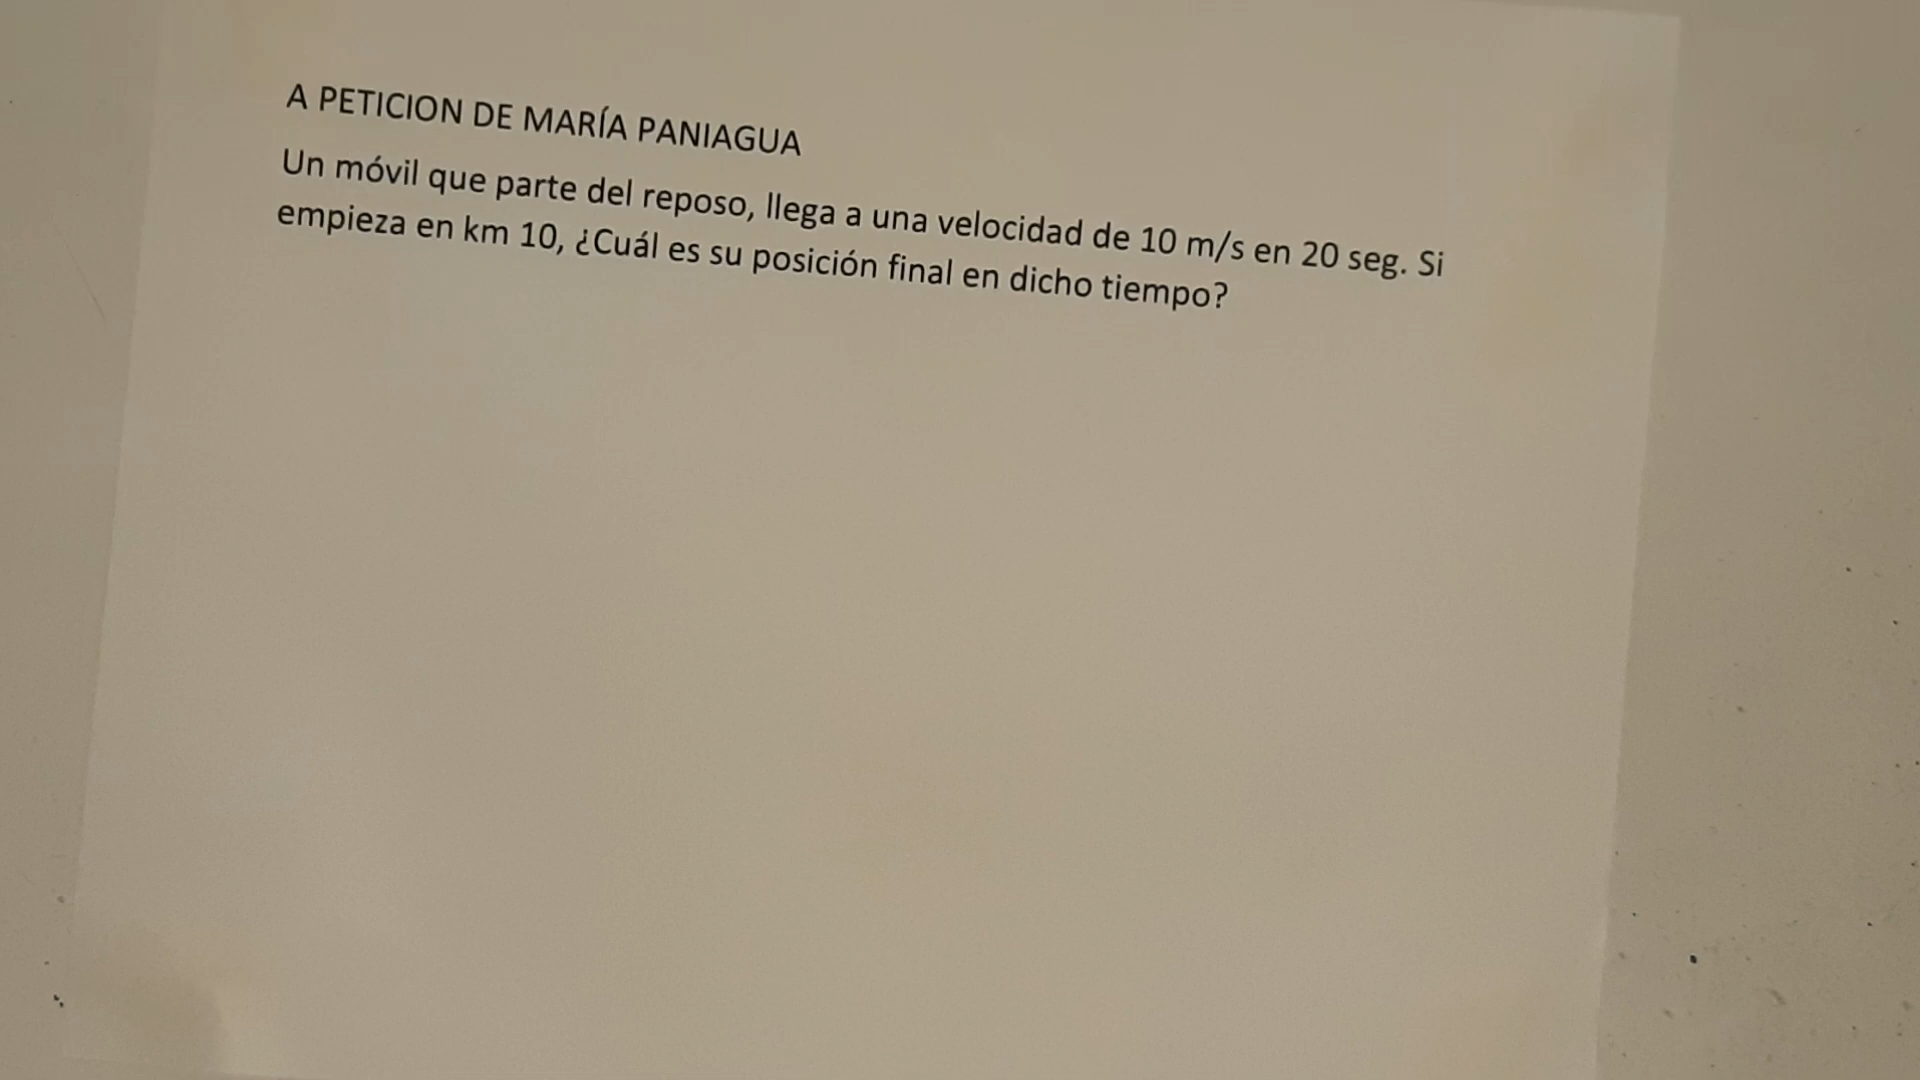 A PETICION DE MARÍA PANIAGUA
Un móvil que parte del reposo, llega a una velocidad de 10 m/s en 20 seg. Si
empieza en km 10, ¿Cuál es su posición final en dicho tiempo?